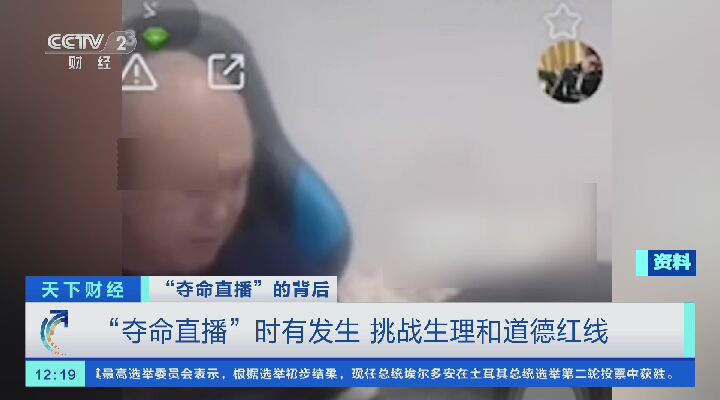 CCTV 2
财经
资料
天下财经
“夺命直播”的背后
“夺命直播”时有发生 挑战生理和道德红线
12:19
最高选举委员会表示，根据选举初步结果，现任总统埃尔多安在土耳其总统选举第二轮投票中获胜。